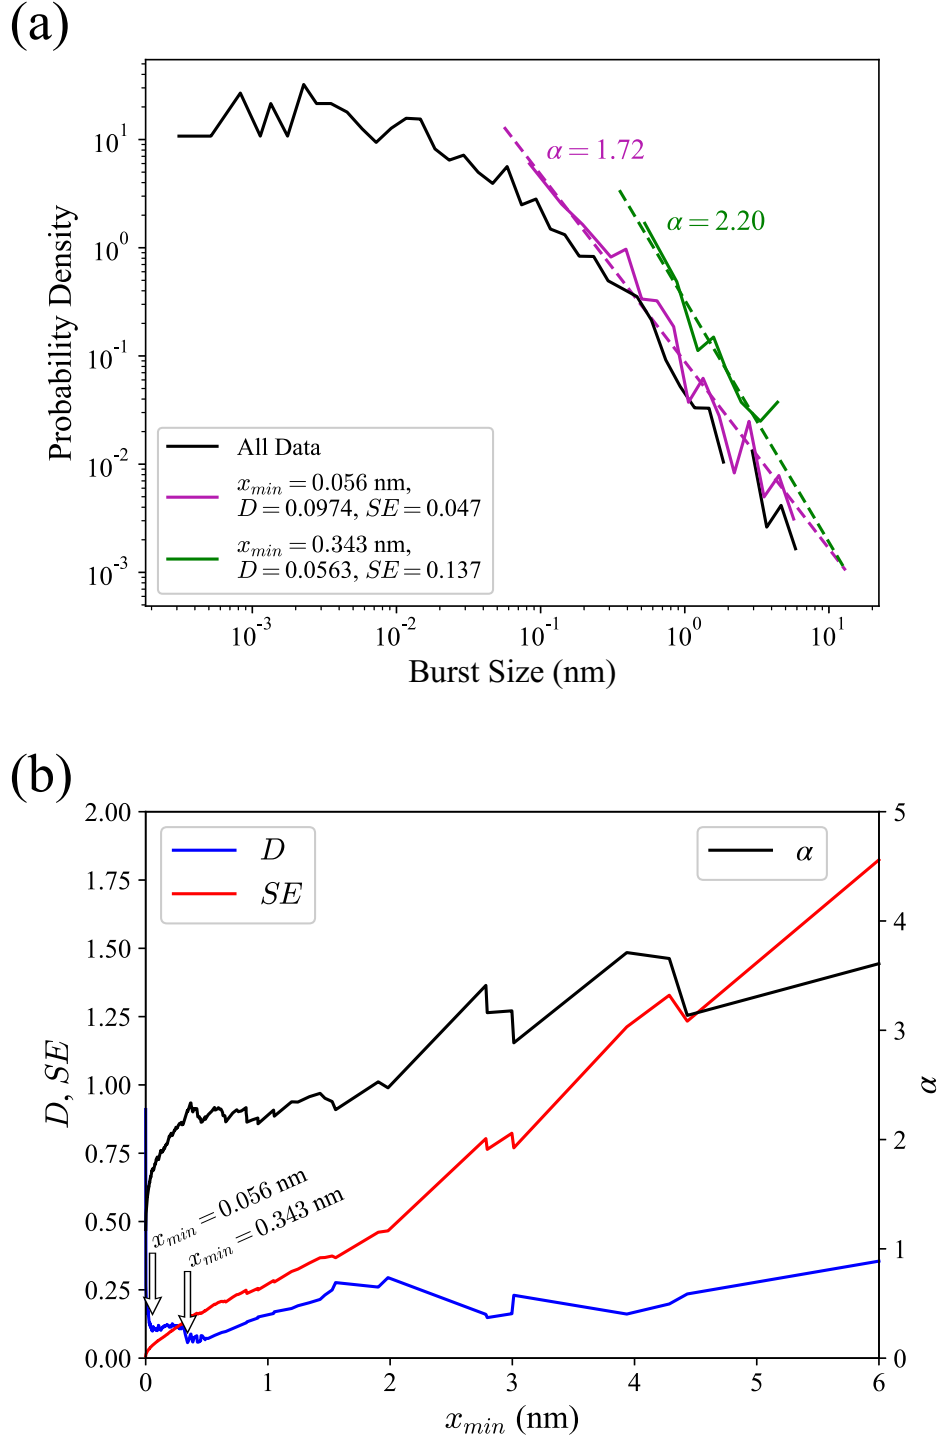 (a)
10^1
10^0
10^-1
10^-2
10^-3
Probability Density
α = 1.72
α = 2.20
All Data
x_min = 0.056 nm,
D = 0.0974, SE = 0.047
x_min = 0.343 nm,
D = 0.0563, SE = 0.137
10^-3 10^-2 10^-1 10^0 10^1
Burst Size (nm)
(b)
2.00
1.75
1.50
1.25
1.00
0.75
0.50
0.25
0.00
D, SE
D
SE
α
x_min = 0.056 nm
x_min = 0.343 nm
5
4
3
2
1
0
α
0 1 2 3 4 5 6
x_min (nm)